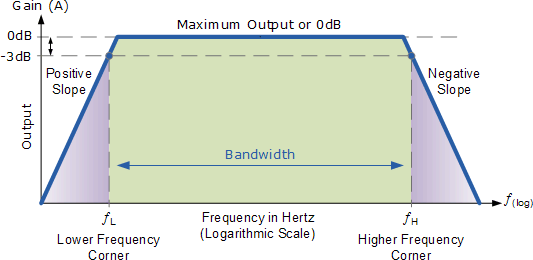 Gain (A)
Maximum Output or 0dB
0dB
-3dB
Positive
Slope
Negative
Slope
Output
Bandwidth
fL
Frequency in Hertz
(Logarithmic Scale)
fH
f(log)
Lower Frequency
Corner
Higher Frequency
Corner